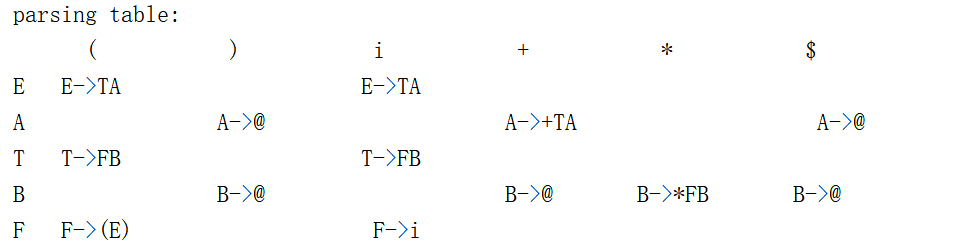 parsing table:
( ) i + * $
E E->TA E->TA
A A->@ A->+TA A->@
T T->FB T->FB
B B->@ B->@ B->*FB B->@
F F->(E) F->i